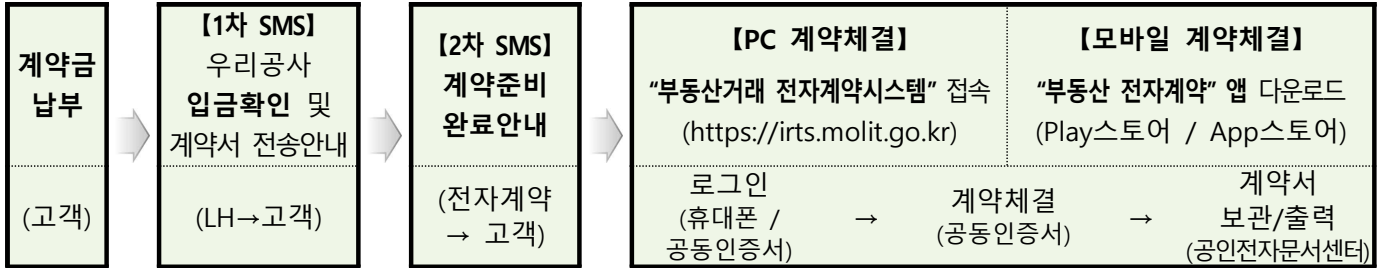 계약금
납부
(고객)
【1차 SMS】
우리공사
입금확인 및
계약서 전송안내
(LH→고객)
【2차 SMS】
계약준비
완료안내
(전자계약
→ 고객)
【PC 계약체결】
“부동산거래 전자계약시스템” 접속
(https://irts.molit.go.kr)
【모바일 계약체결】
“부동산 전자계약” 앱 다운로드
(Play스토어 / App스토어)
로그인
(휴대폰 /
공동인증서)
→
계약체결
(공동인증서)
→
계약서
보관/출력
(공인전자문서센터)